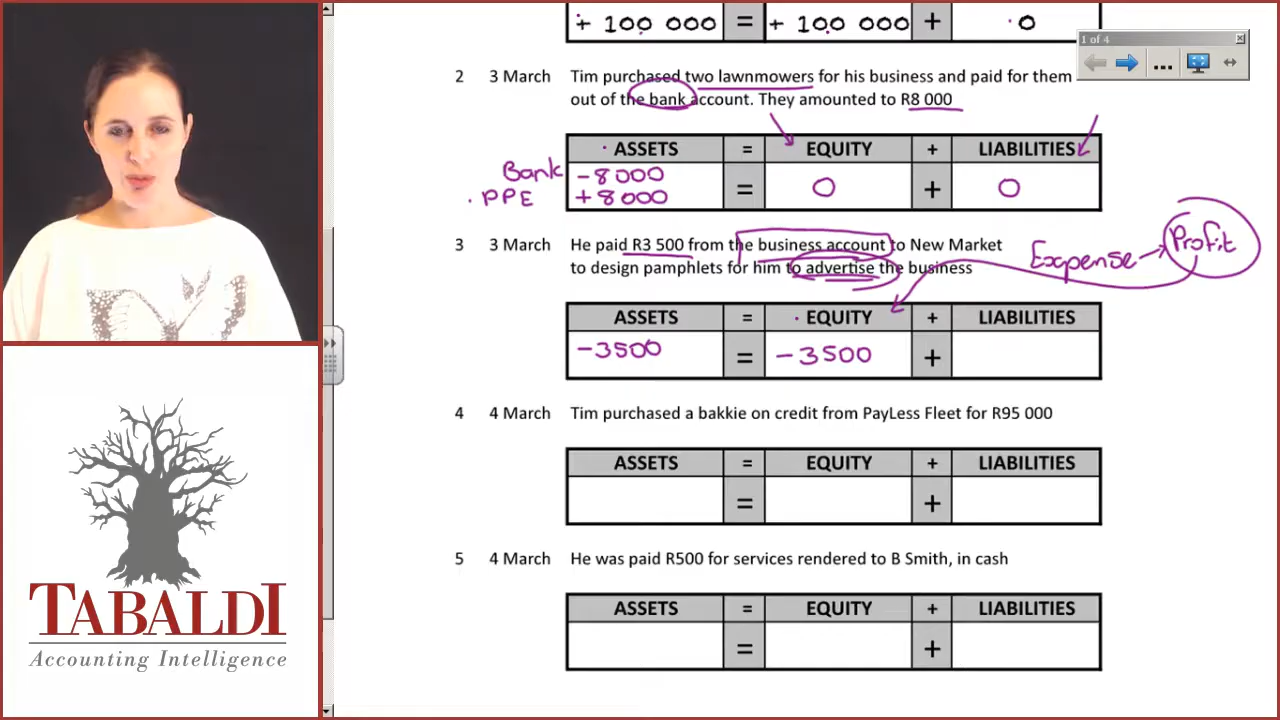 + 100 000 = + 100 000 + 0
1 of 4
2 3 March Tim purchased two lawnmowers for his business and paid for them
out of the bank account. They amounted to R8 000
ASSETS = EQUITY + LIABILITIES
Bank -8000
PPE +8000 = 0 + 0
3 3 March He paid R3 500 from the business account to New Market
to design pamphlets for him to advertise the business
Expense → Profit
ASSETS = EQUITY + LIABILITIES
-3500 = -3500 +
4 4 March Tim purchased a bakkie on credit from PayLess Fleet for R95 000
ASSETS = EQUITY + LIABILITIES
= +
5 4 March He was paid R500 for services rendered to B Smith, in cash
ASSETS = EQUITY + LIABILITIES
= +
TABALDI
Accounting Intelligence